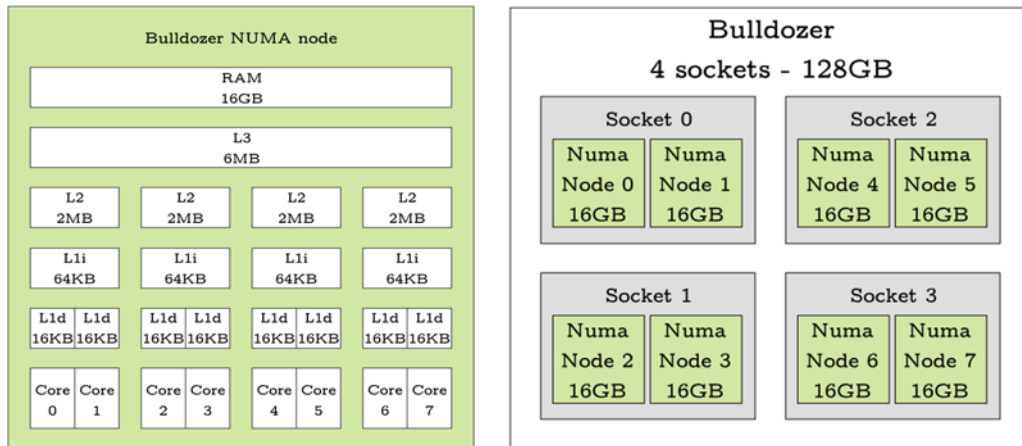 Bulldozer NUMA node
RAM
16GB
L3
6MB
L2 L2 L2 L2
2MB 2MB 2MB 2MB
L1i L1i L1i L1i
64KB 64KB 64KB 64KB
L1d L1d L1d L1d L1d L1d L1d L1d
16KB 16KB 16KB 16KB 16KB 16KB 16KB 16KB
Core Core Core Core Core Core Core Core
0 1 2 3 4 5 6 7
Bulldozer
4 sockets - 128GB
Socket 0
Numa Numa
Node 0 Node 1
16GB 16GB
Socket 2
Numa Numa
Node 4 Node 5
16GB 16GB
Socket 1
Numa Numa
Node 2 Node 3
16GB 16GB
Socket 3
Numa Numa
Node 6 Node 7
16GB 16GB